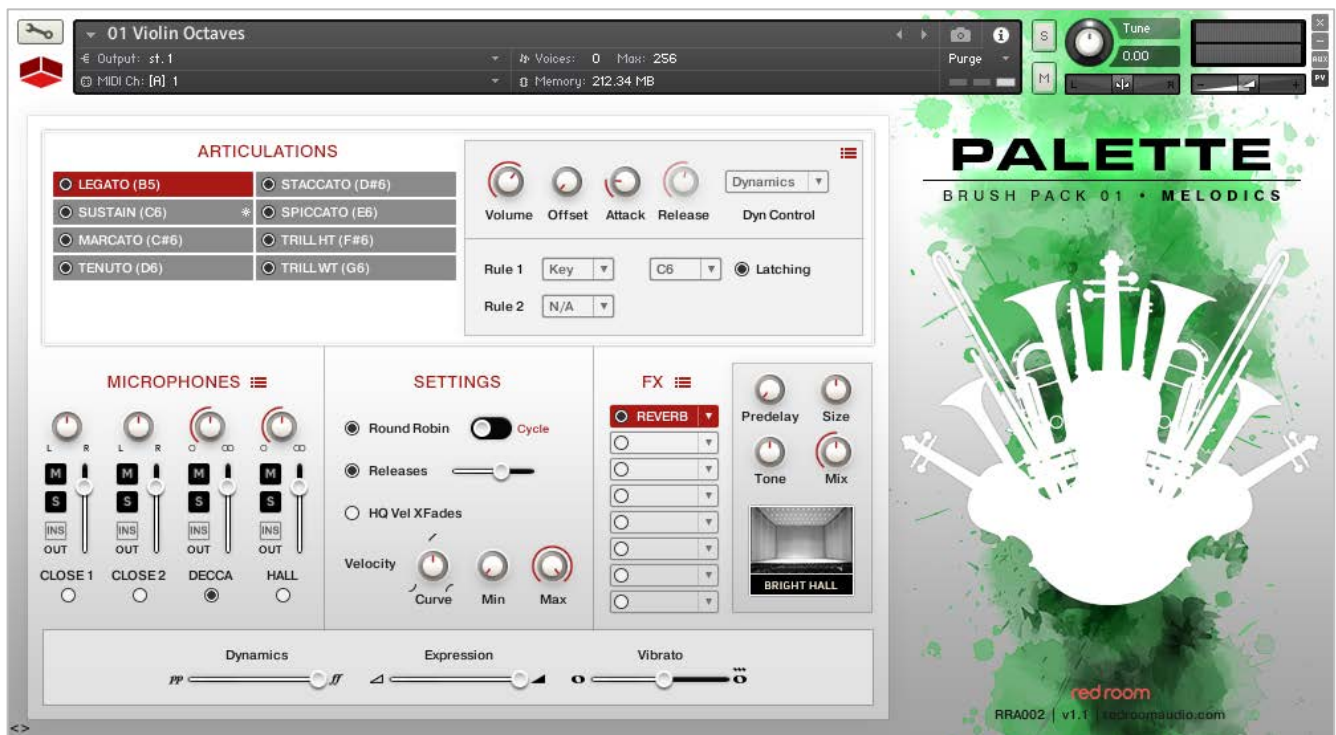 01 Violin Octaves
Output: st.1
Voices: 0 Max: 256
Purge
MIDI Ch: [A] 1
Memory: 212.34 MB
S
M
Tune
0.00
L R
- +
X
-
AUX
PV
ARTICULATIONS
LEGATO (B5)
STACCATO (D#6)
SUSTAIN (C6) *
SPICCATO (E6)
MARCATO (C#6)
TRILL HT (F#6)
TENUTO (D6)
TRILL WT (G6)
Volume Offset Attack Release
Dynamics
Dyn Control
Rule 1 Key C6 Latching
Rule 2 N/A
PALETTE
BRUSH PACK 01 • MELODICS
MICROPHONES
L R L R
M M M M
S S S S
INS INS INS INS
OUT OUT OUT OUT
CLOSE 1 CLOSE 2 DECCA HALL
SETTINGS
Round Robin Cycle
Releases
HQ Vel XFades
Velocity
Curve Min Max
FX
REVERB
Predelay Size
Tone Mix
BRIGHT HALL
Dynamics Expression Vibrato
pp ff
red room
RRA002 | v1.1 | redroomaudio.com
<>